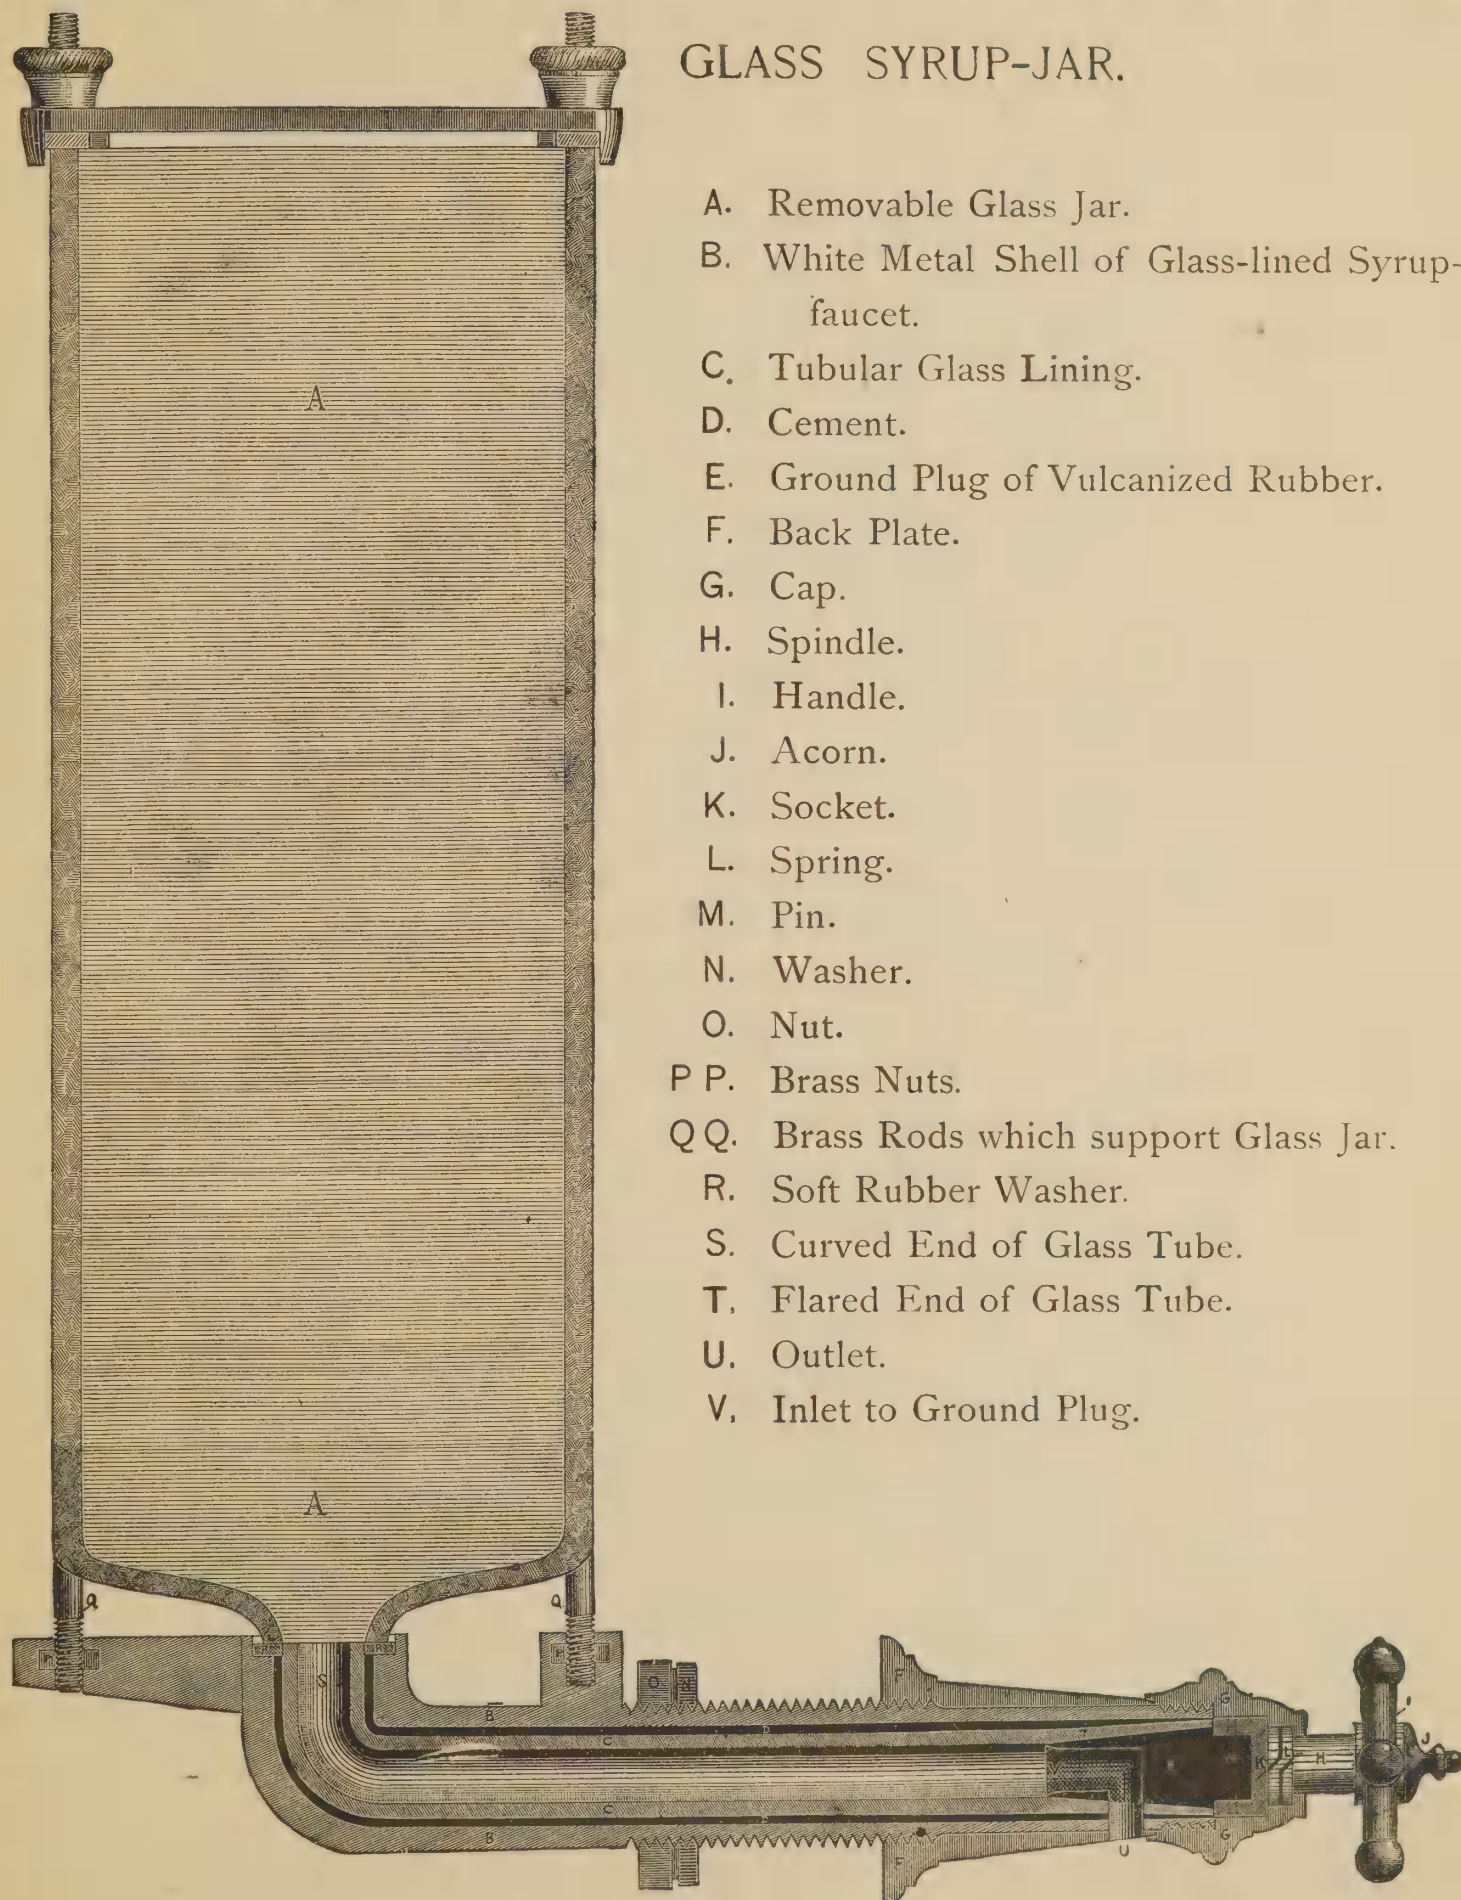 GLASS SYRUP-JAR.
A. Removable Glass Jar.
B. White Metal Shell of Glass-lined Syrup-
faucet.
C. Tubular Glass Lining.
D. Cement.
E. Ground Plug of Vulcanized Rubber.
F. Back Plate.
G. Cap.
H. Spindle.
I. Handle.
J. Acorn.
K. Socket.
L. Spring.
M. Pin.
N. Washer.
O. Nut.
P P. Brass Nuts.
Q Q. Brass Rods which support Glass Jar.
R. Soft Rubber Washer.
S. Curved End of Glass Tube.
T. Flared End of Glass Tube.
U. Outlet.
V. Inlet to Ground Plug.
A
A
Q Q
P R R P
S O N F
B G
C D T
K L H I J
C
B F G U